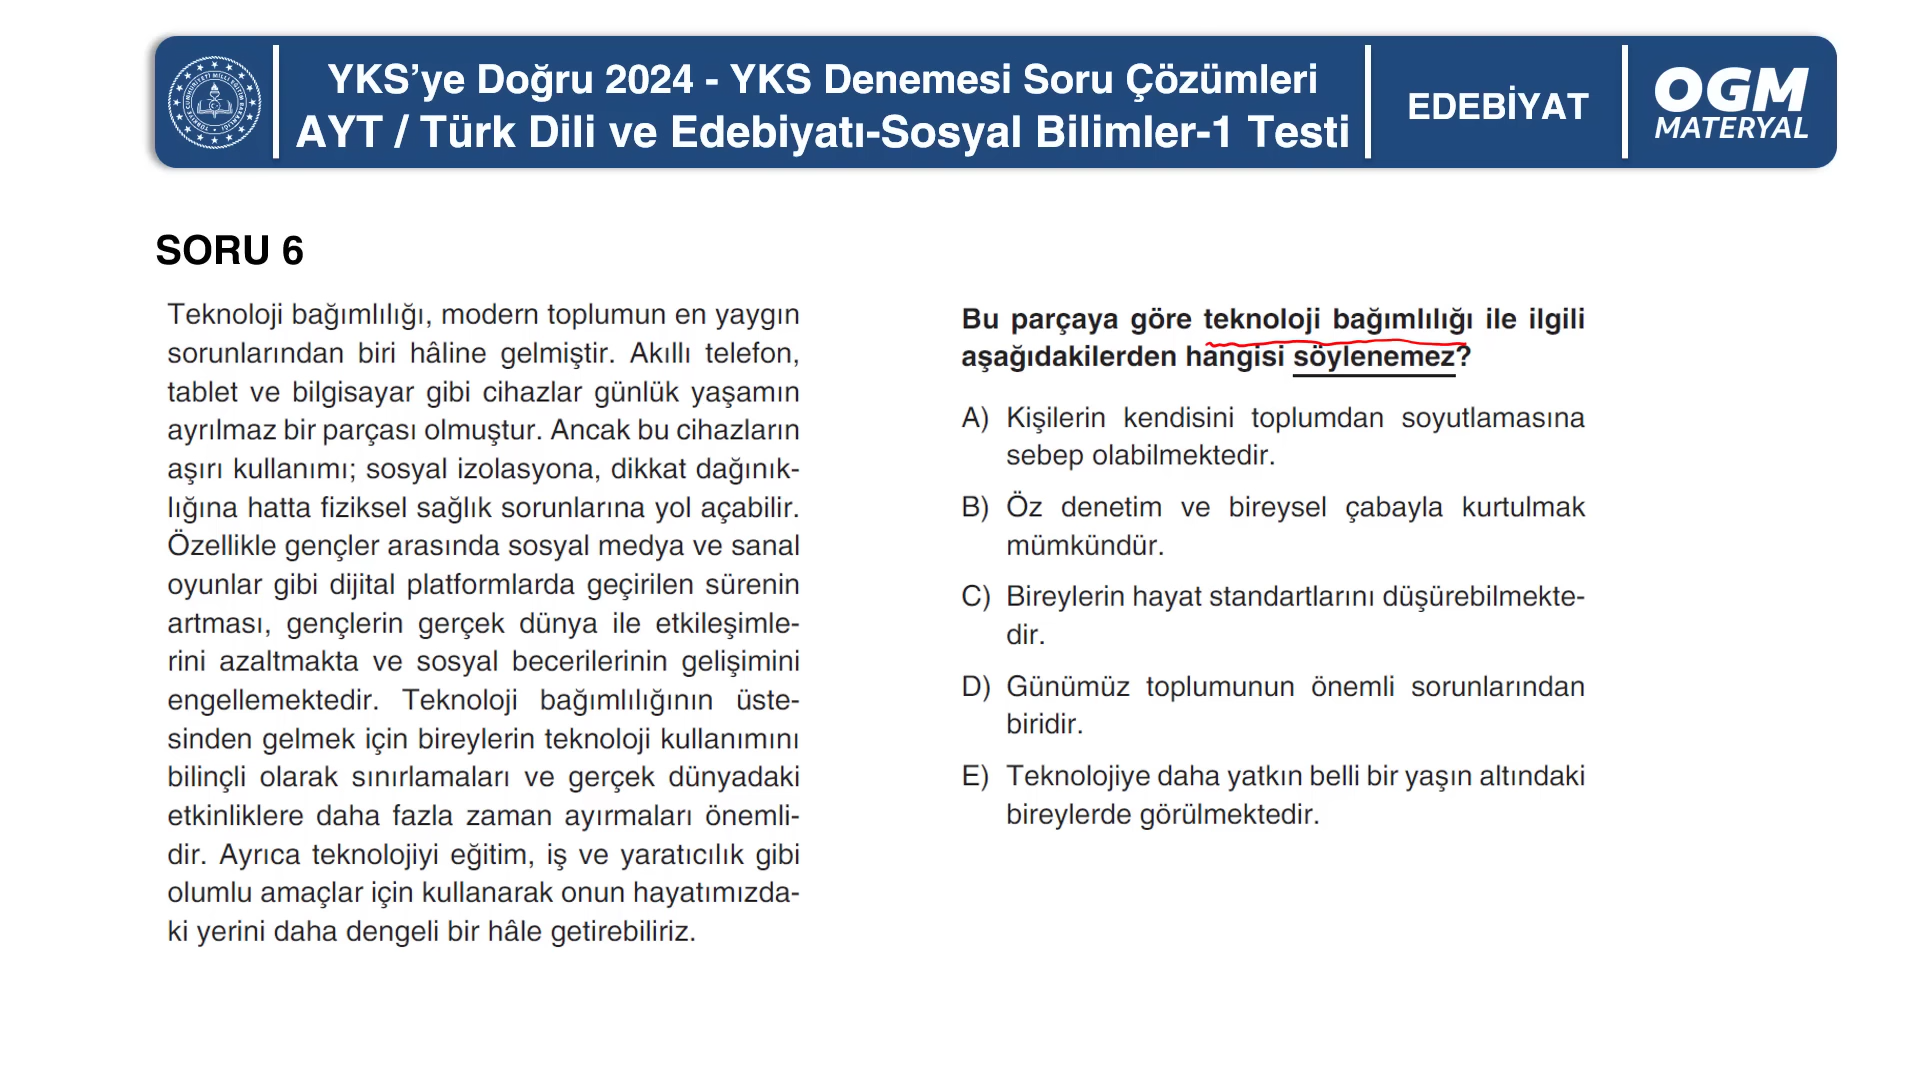 YKS’ye Doğru 2024 - YKS Denemesi Soru Çözümleri
AYT / Türk Dili ve Edebiyatı-Sosyal Bilimler-1 Testi
EDEBİYAT
OGM
MATERYAL
SORU 6
Teknoloji bağımlılığı, modern toplumun en yaygın
sorunlarından biri hâline gelmiştir. Akıllı telefon,
tablet ve bilgisayar gibi cihazlar günlük yaşamın
ayrılmaz bir parçası olmuştur. Ancak bu cihazların
aşırı kullanımı; sosyal izolasyona, dikkat dağınık-
lığına hatta fiziksel sağlık sorunlarına yol açabilir.
Özellikle gençler arasında sosyal medya ve sanal
oyunlar gibi dijital platformlarda geçirilen sürenin
artması, gençlerin gerçek dünya ile etkileşimle-
rini azaltmakta ve sosyal becerilerinin gelişimini
engellemektedir. Teknoloji bağımlılığının üste-
sinden gelmek için bireylerin teknoloji kullanımını
bilinçli olarak sınırlamaları ve gerçek dünyadaki
etkinliklere daha fazla zaman ayırmaları önemli-
dir. Ayrıca teknolojiyi eğitim, iş ve yaratıcılık gibi
olumlu amaçlar için kullanarak onun hayatımızda-
ki yerini daha dengeli bir hâle getirebiliriz.
Bu parçaya göre teknoloji bağımlılığı ile ilgili
aşağıdakilerden hangisi söylenemez?
A) Kişilerin kendisini toplumdan soyutlamasına
sebep olabilmektedir.
B) Öz denetim ve bireysel çabayla kurtulmak
mümkündür.
C) Bireylerin hayat standartlarını düşürebilmekte-
dir.
D) Günümüz toplumunun önemli sorunlarından
biridir.
E) Teknolojiye daha yatkın belli bir yaşın altındaki
bireylerde görülmektedir.